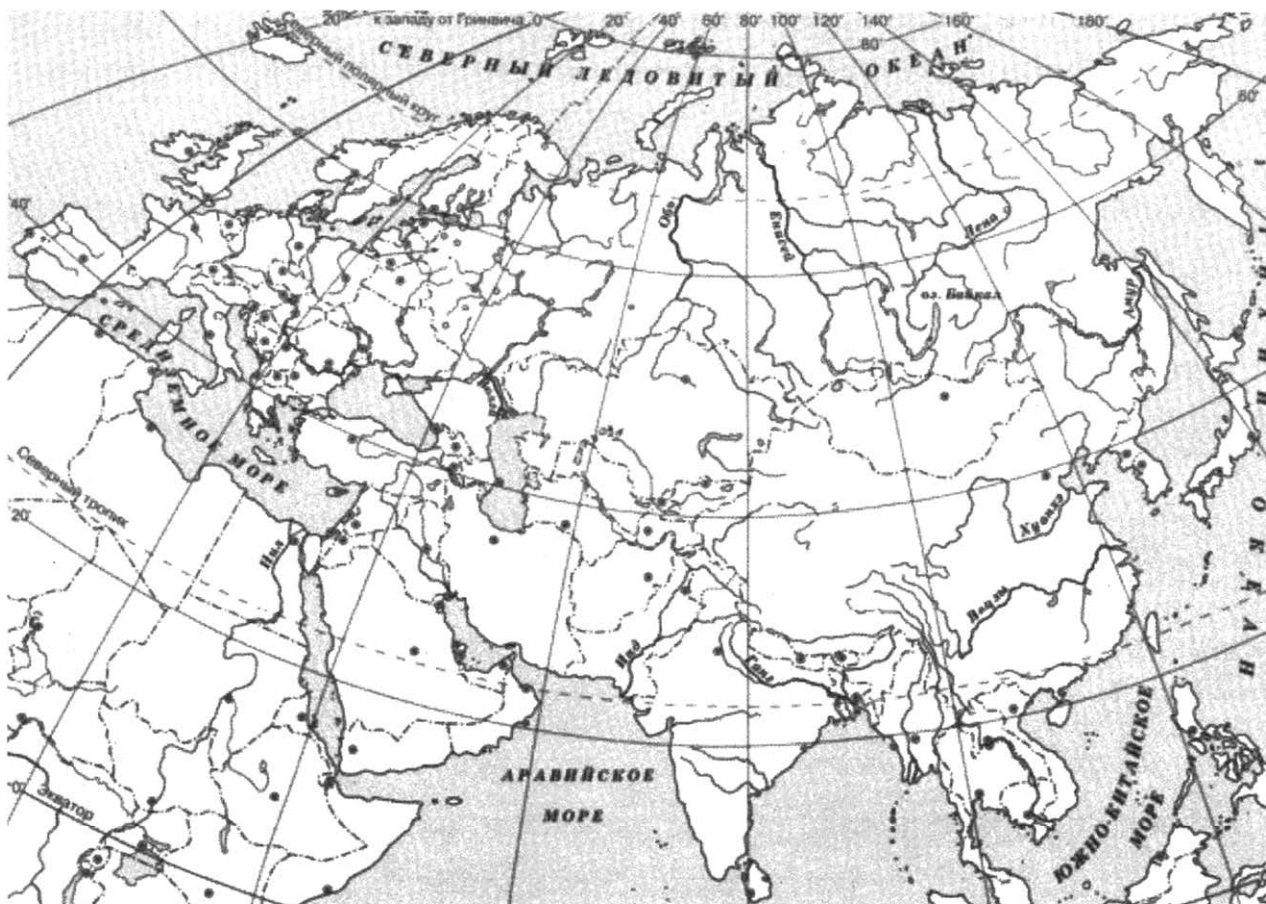 20° к западу от Гринвича 0° 20° 40° 60° 80° 100° 120° 140° 160° 180°
80°
60°
СЕВЕРНЫЙ ЛЕДОВИТЫЙ ОКЕАН
Северный полярный круг
40°
Обь
Енисей
Лена
оз. Байкал
Амур
СРЕДИЗЕМНОЕ МОРЕ
Северный тропик
20°
Нил
Хуанхэ
Янцзы
Инд
Ганг
ТИХИЙ ОКЕАН
АРАВИЙСКОЕ
МОРЕ
ЮЖНО-КИТАЙСКОЕ
МОРЕ
0°
Экватор